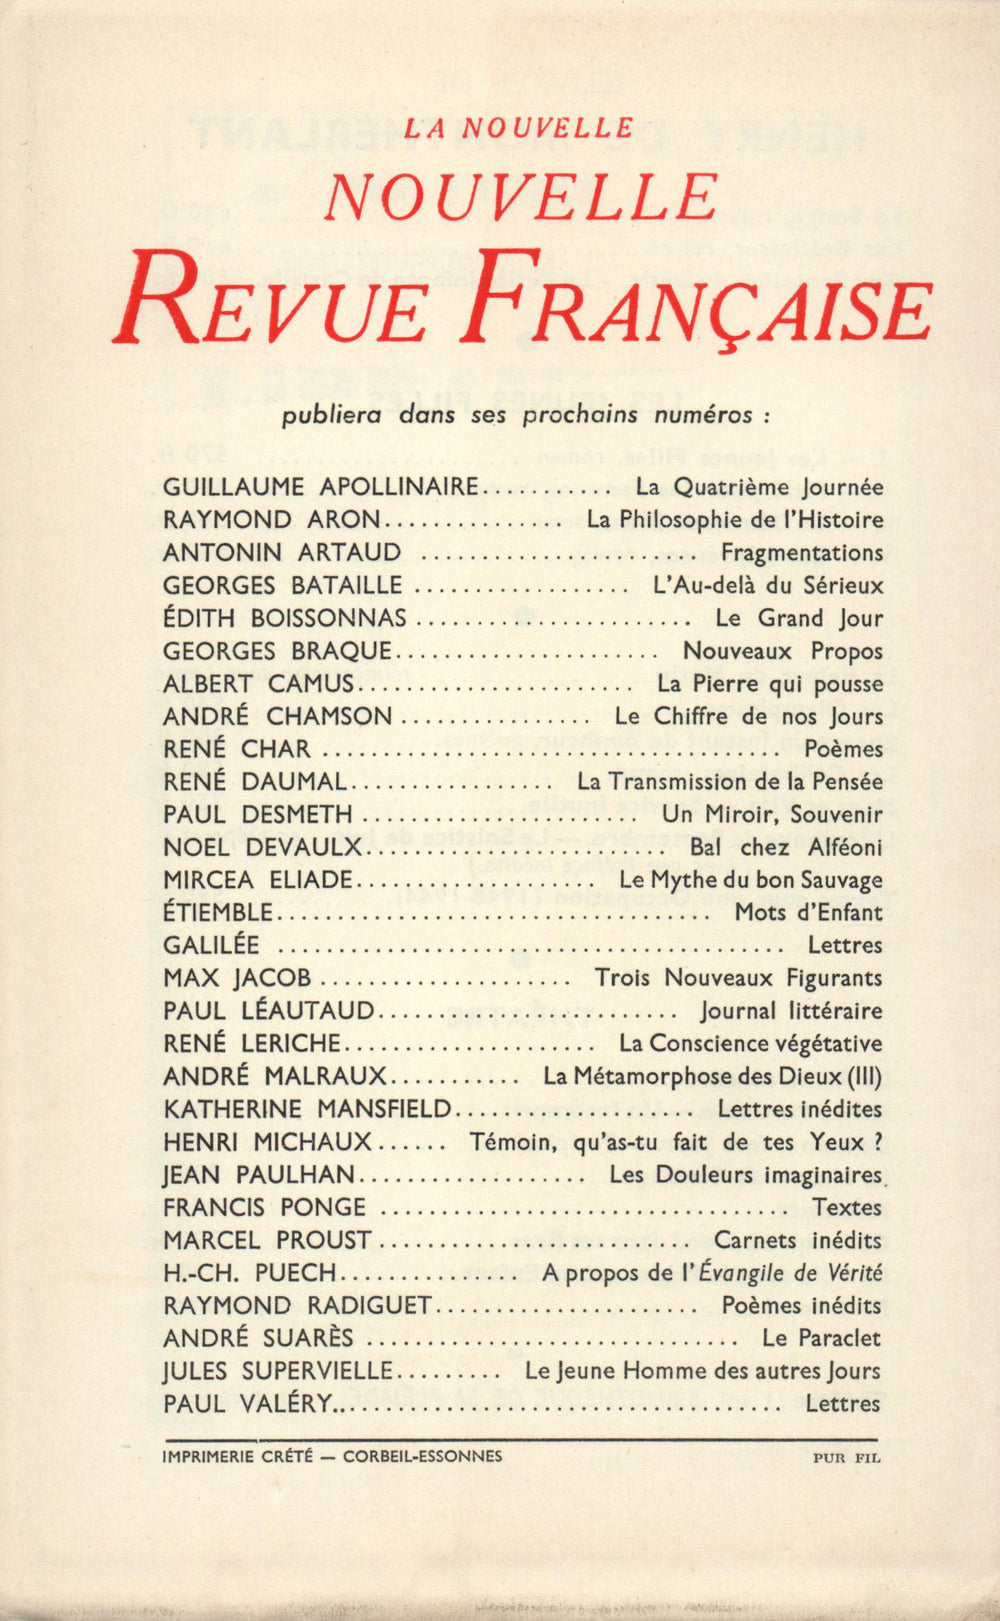 LA NOUVELLE
NOUVELLE
REVUE FRANÇAISE
publiera dans ses prochains numéros :
GUILLAUME APOLLINAIRE........... La Quatrième Journée
RAYMOND ARON............... La Philosophie de l'Histoire
ANTONIN ARTAUD ....................... Fragmentations
GEORGES BATAILLE .................. L'Au-delà du Sérieux
ÉDITH BOISSONNAS ....................... Le Grand Jour
GEORGES BRAQUE...................... Nouveaux Propos
ALBERT CAMUS....................... La Pierre qui pousse
ANDRÉ CHAMSON ................ Le Chiffre de nos Jours
RENÉ CHAR ....................................... Poèmes
RENÉ DAUMAL................. La Transmission de la Pensée
PAUL DESMETH ........................ Un Miroir, Souvenir
NOEL DEVAULX......................... Bal chez Alféoni
MIRCEA ELIADE.................... Le Mythe du bon Sauvage
ÉTIEMBLE..................................... Mots d'Enfant
GALILÉE ........................................... Lettres
MAX JACOB ..................... Trois Nouveaux Figurants
PAUL LÉAUTAUD.......................... Journal littéraire
RENÉ LERICHE..................... La Conscience végétative
ANDRÉ MALRAUX........... La Métamorphose des Dieux (III)
KATHERINE MANSFIELD.................... Lettres inédites
HENRI MICHAUX...... Témoin, qu'as-tu fait de tes Yeux ?
JEAN PAULHAN................... Les Douleurs imaginaires.
FRANCIS PONGE ................................... Textes
MARCEL PROUST........................... Carnets inédits
H.-CH. PUECH............... A propos de l'Évangile de Vérité
RAYMOND RADIGUET...................... Poèmes inédits
ANDRÉ SUARÈS ................................ Le Paraclet
JULES SUPERVIELLE......... Le Jeune Homme des autres Jours
PAUL VALÉRY....................................... Lettres
IMPRIMERIE CRÉTÉ — CORBEIL-ESSONNES PUR FIL